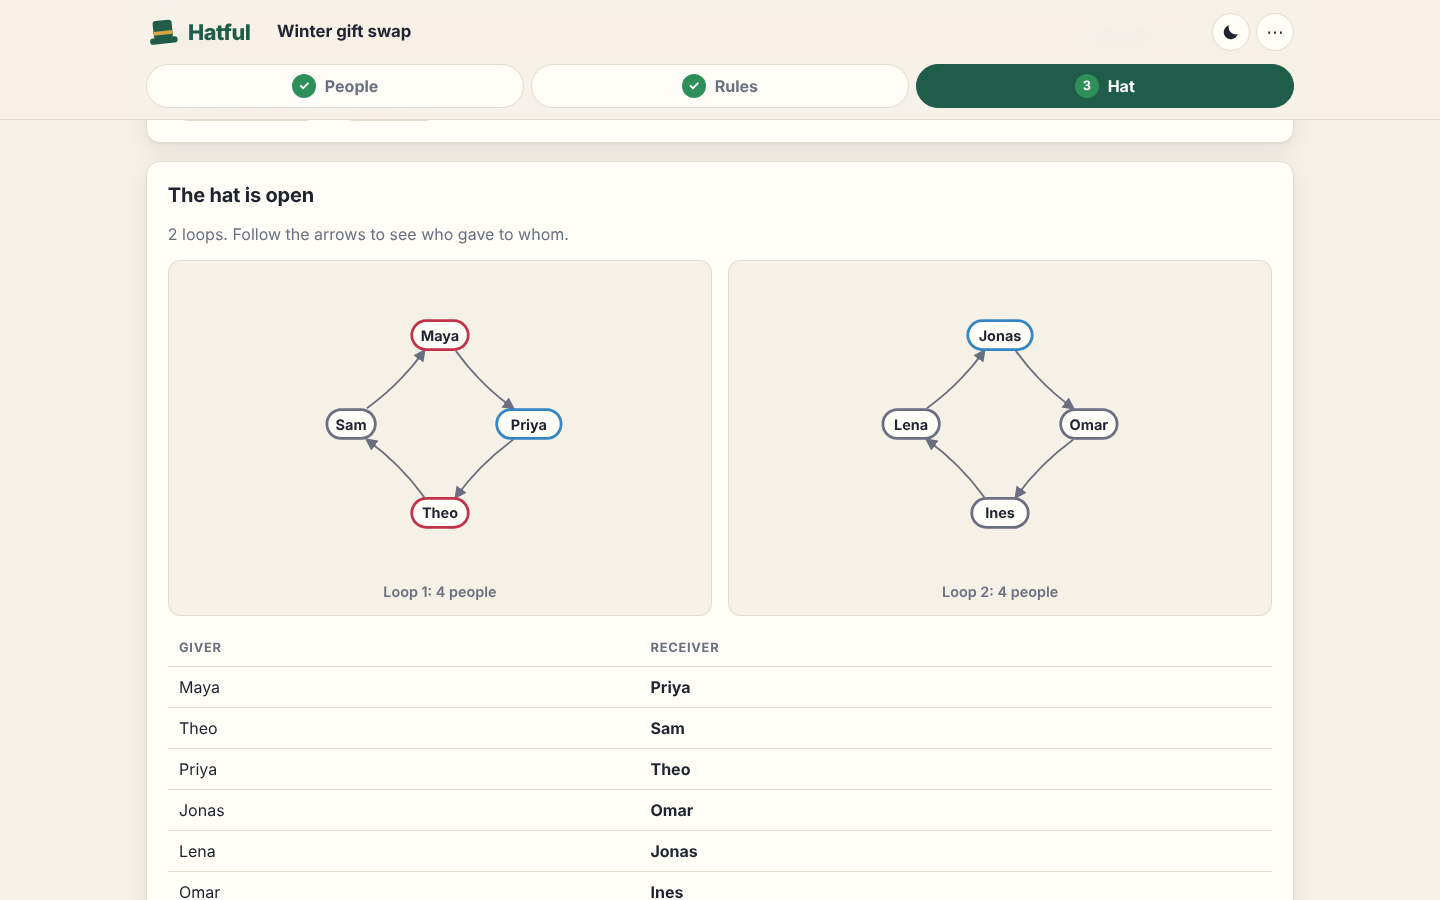 Hatful
Winter gift swap
People
Rules
3 Hat
The hat is open
2 loops. Follow the arrows to see who gave to whom.
Maya
Sam
Priya
Theo
Loop 1: 4 people
Jonas
Lena
Omar
Ines
Loop 2: 4 people
GIVER RECEIVER
Maya Priya
Theo Sam
Priya Theo
Jonas Omar
Lena Jonas
Omar Ines